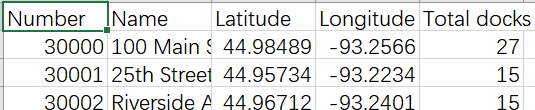 Number Name Latitude Longitude Total docks
30000 100 Main 44.98489 -93.2566 27
30001 25th Street 44.95734 -93.2234 15
30002 Riverside A 44.96712 -93.2401 15